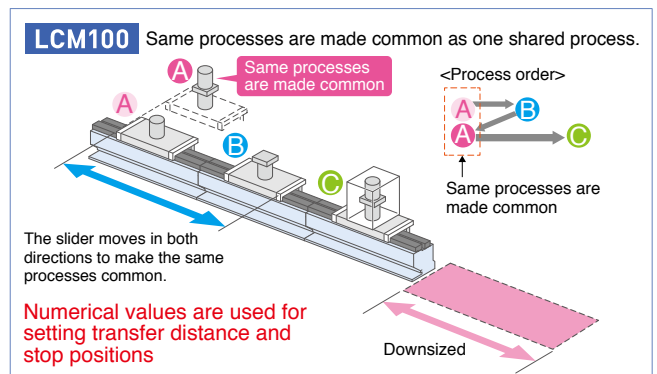 LCM100 Same processes are made common as one shared process.
A
Same processes
are made common
<Process order>
A
A
B
A
C
B
C
Same processes are
made common
The slider moves in both
directions to make the same
processes common.
Numerical values are used for
setting transfer distance and
stop positions
Downsized